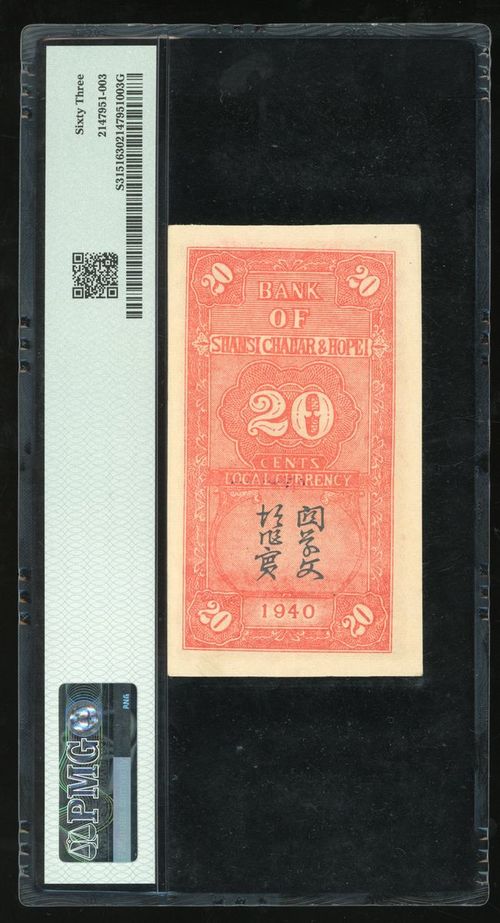 Sixty Three
2147951-003
S31516302147951003G
PMG
20
20
BANK
OF
SHANSI CHAHAR & HOPEI
20
CENTS
LOCAL CURRENCY
20
1940
20